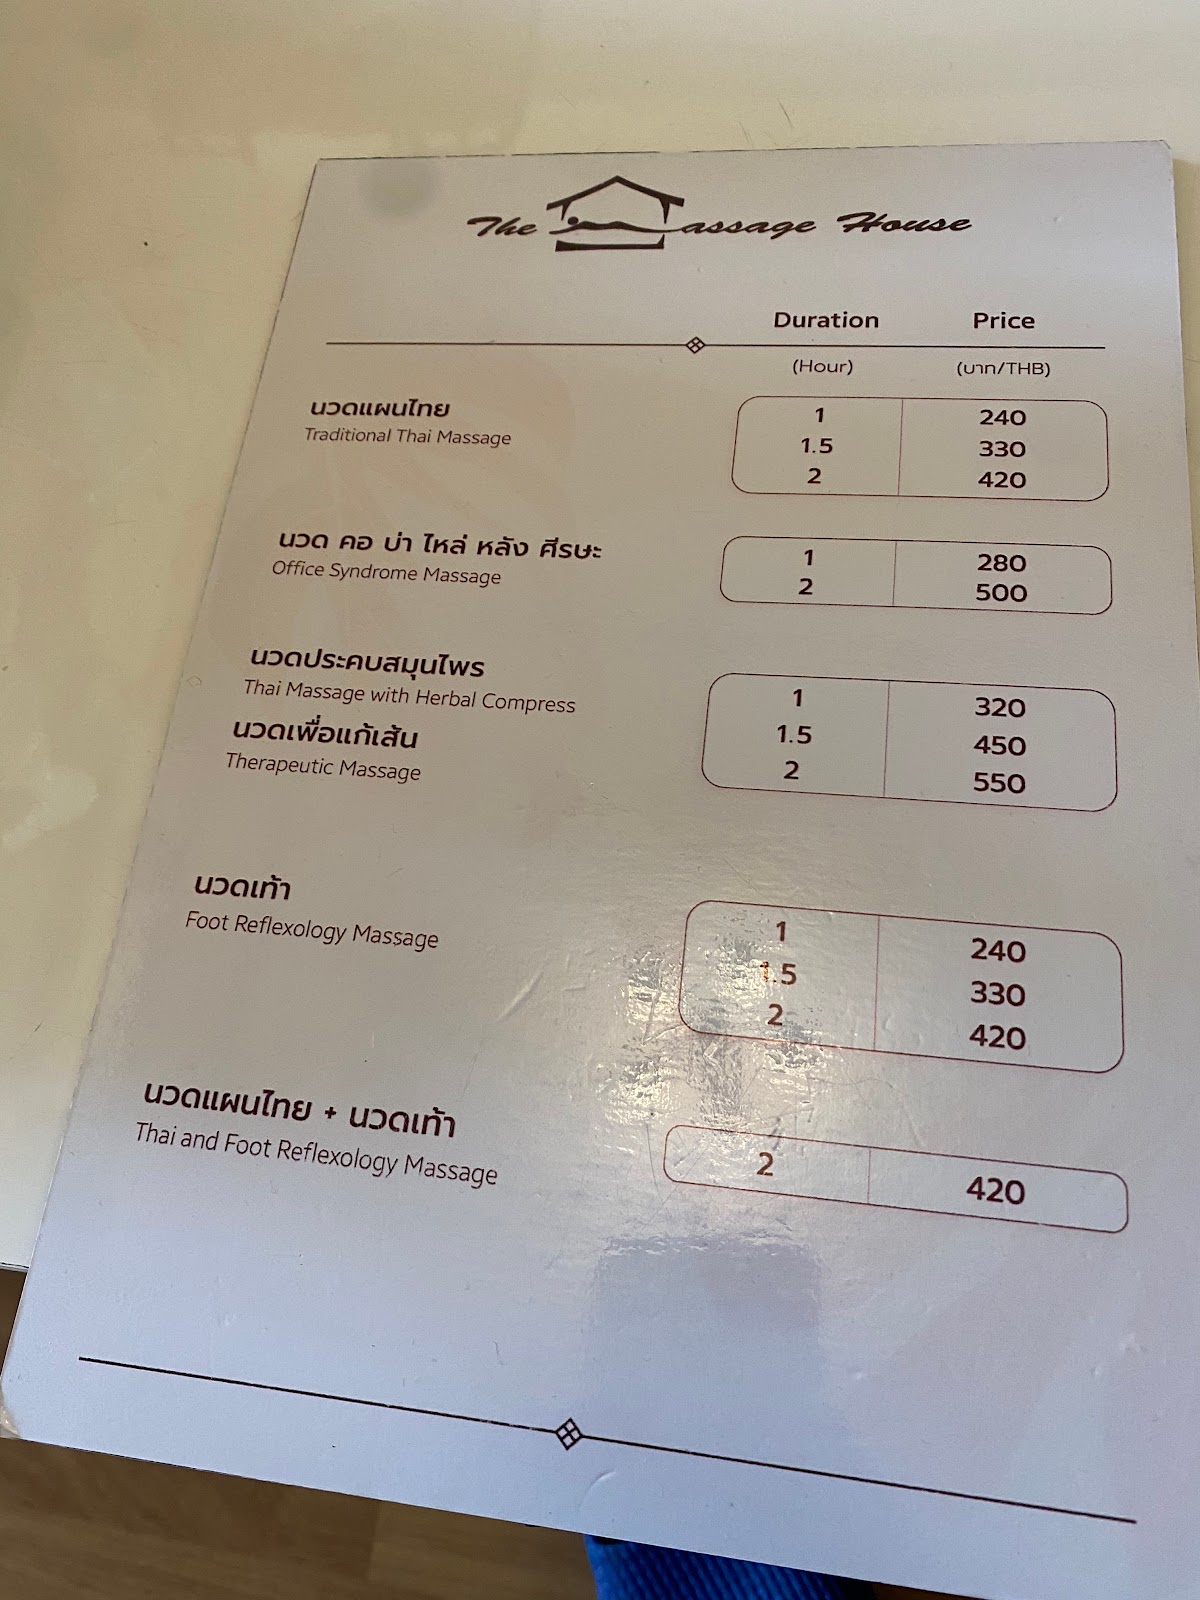 The Massage House
Duration Price
(Hour) (บาท/THB)
นวดแผนไทย
Traditional Thai Massage
1 240
1.5 330
2 420
นวด คอ บ่า ไหล่ หลัง ศีรษะ
Office Syndrome Massage
1 280
2 500
นวดประคบสมุนไพร
Thai Massage with Herbal Compress
นวดเพื่อแก้เส้น
Therapeutic Massage
1 320
1.5 450
2 550
นวดเท้า
Foot Reflexology Massage
1 240
1.5 330
2 420
นวดแผนไทย + นวดเท้า
Thai and Foot Reflexology Massage
2 420